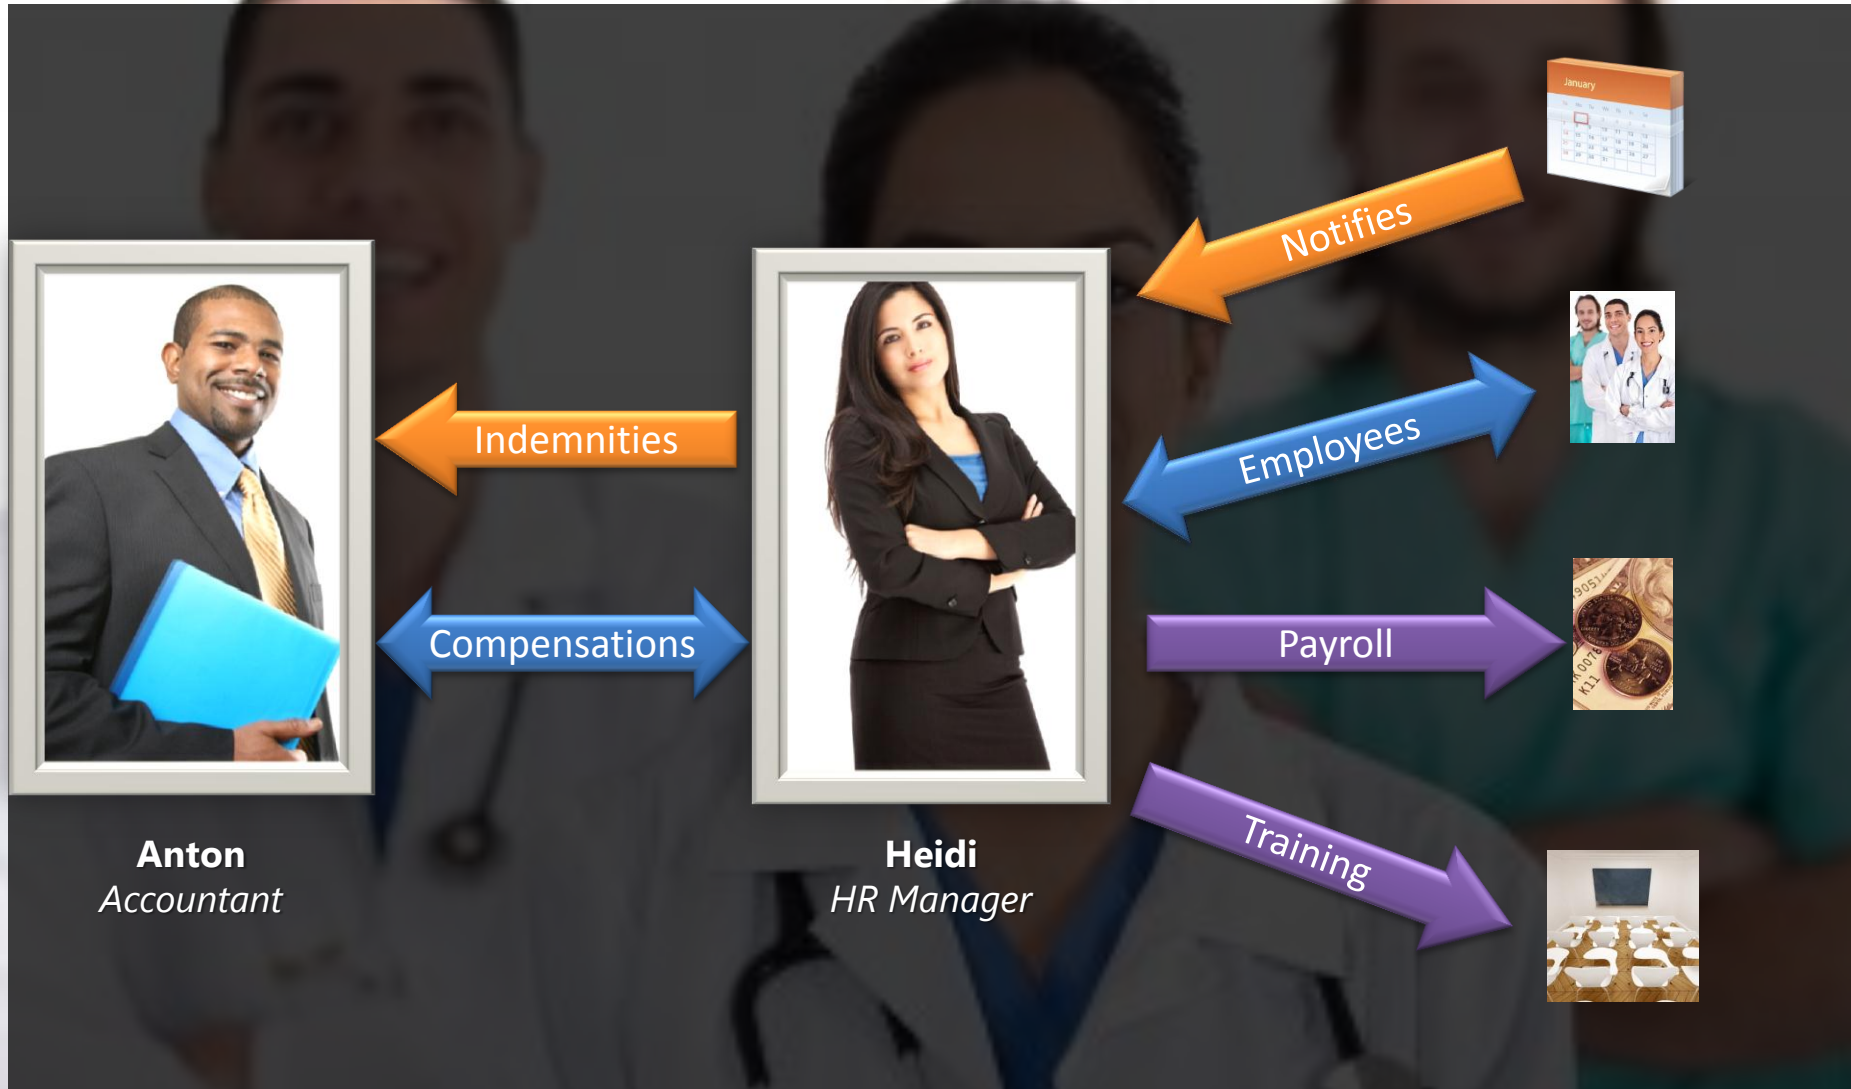 January
Notifies
Employees
Indemnities
Compensations
Payroll
Training
Anton
Accountant
Heidi
HR Manager